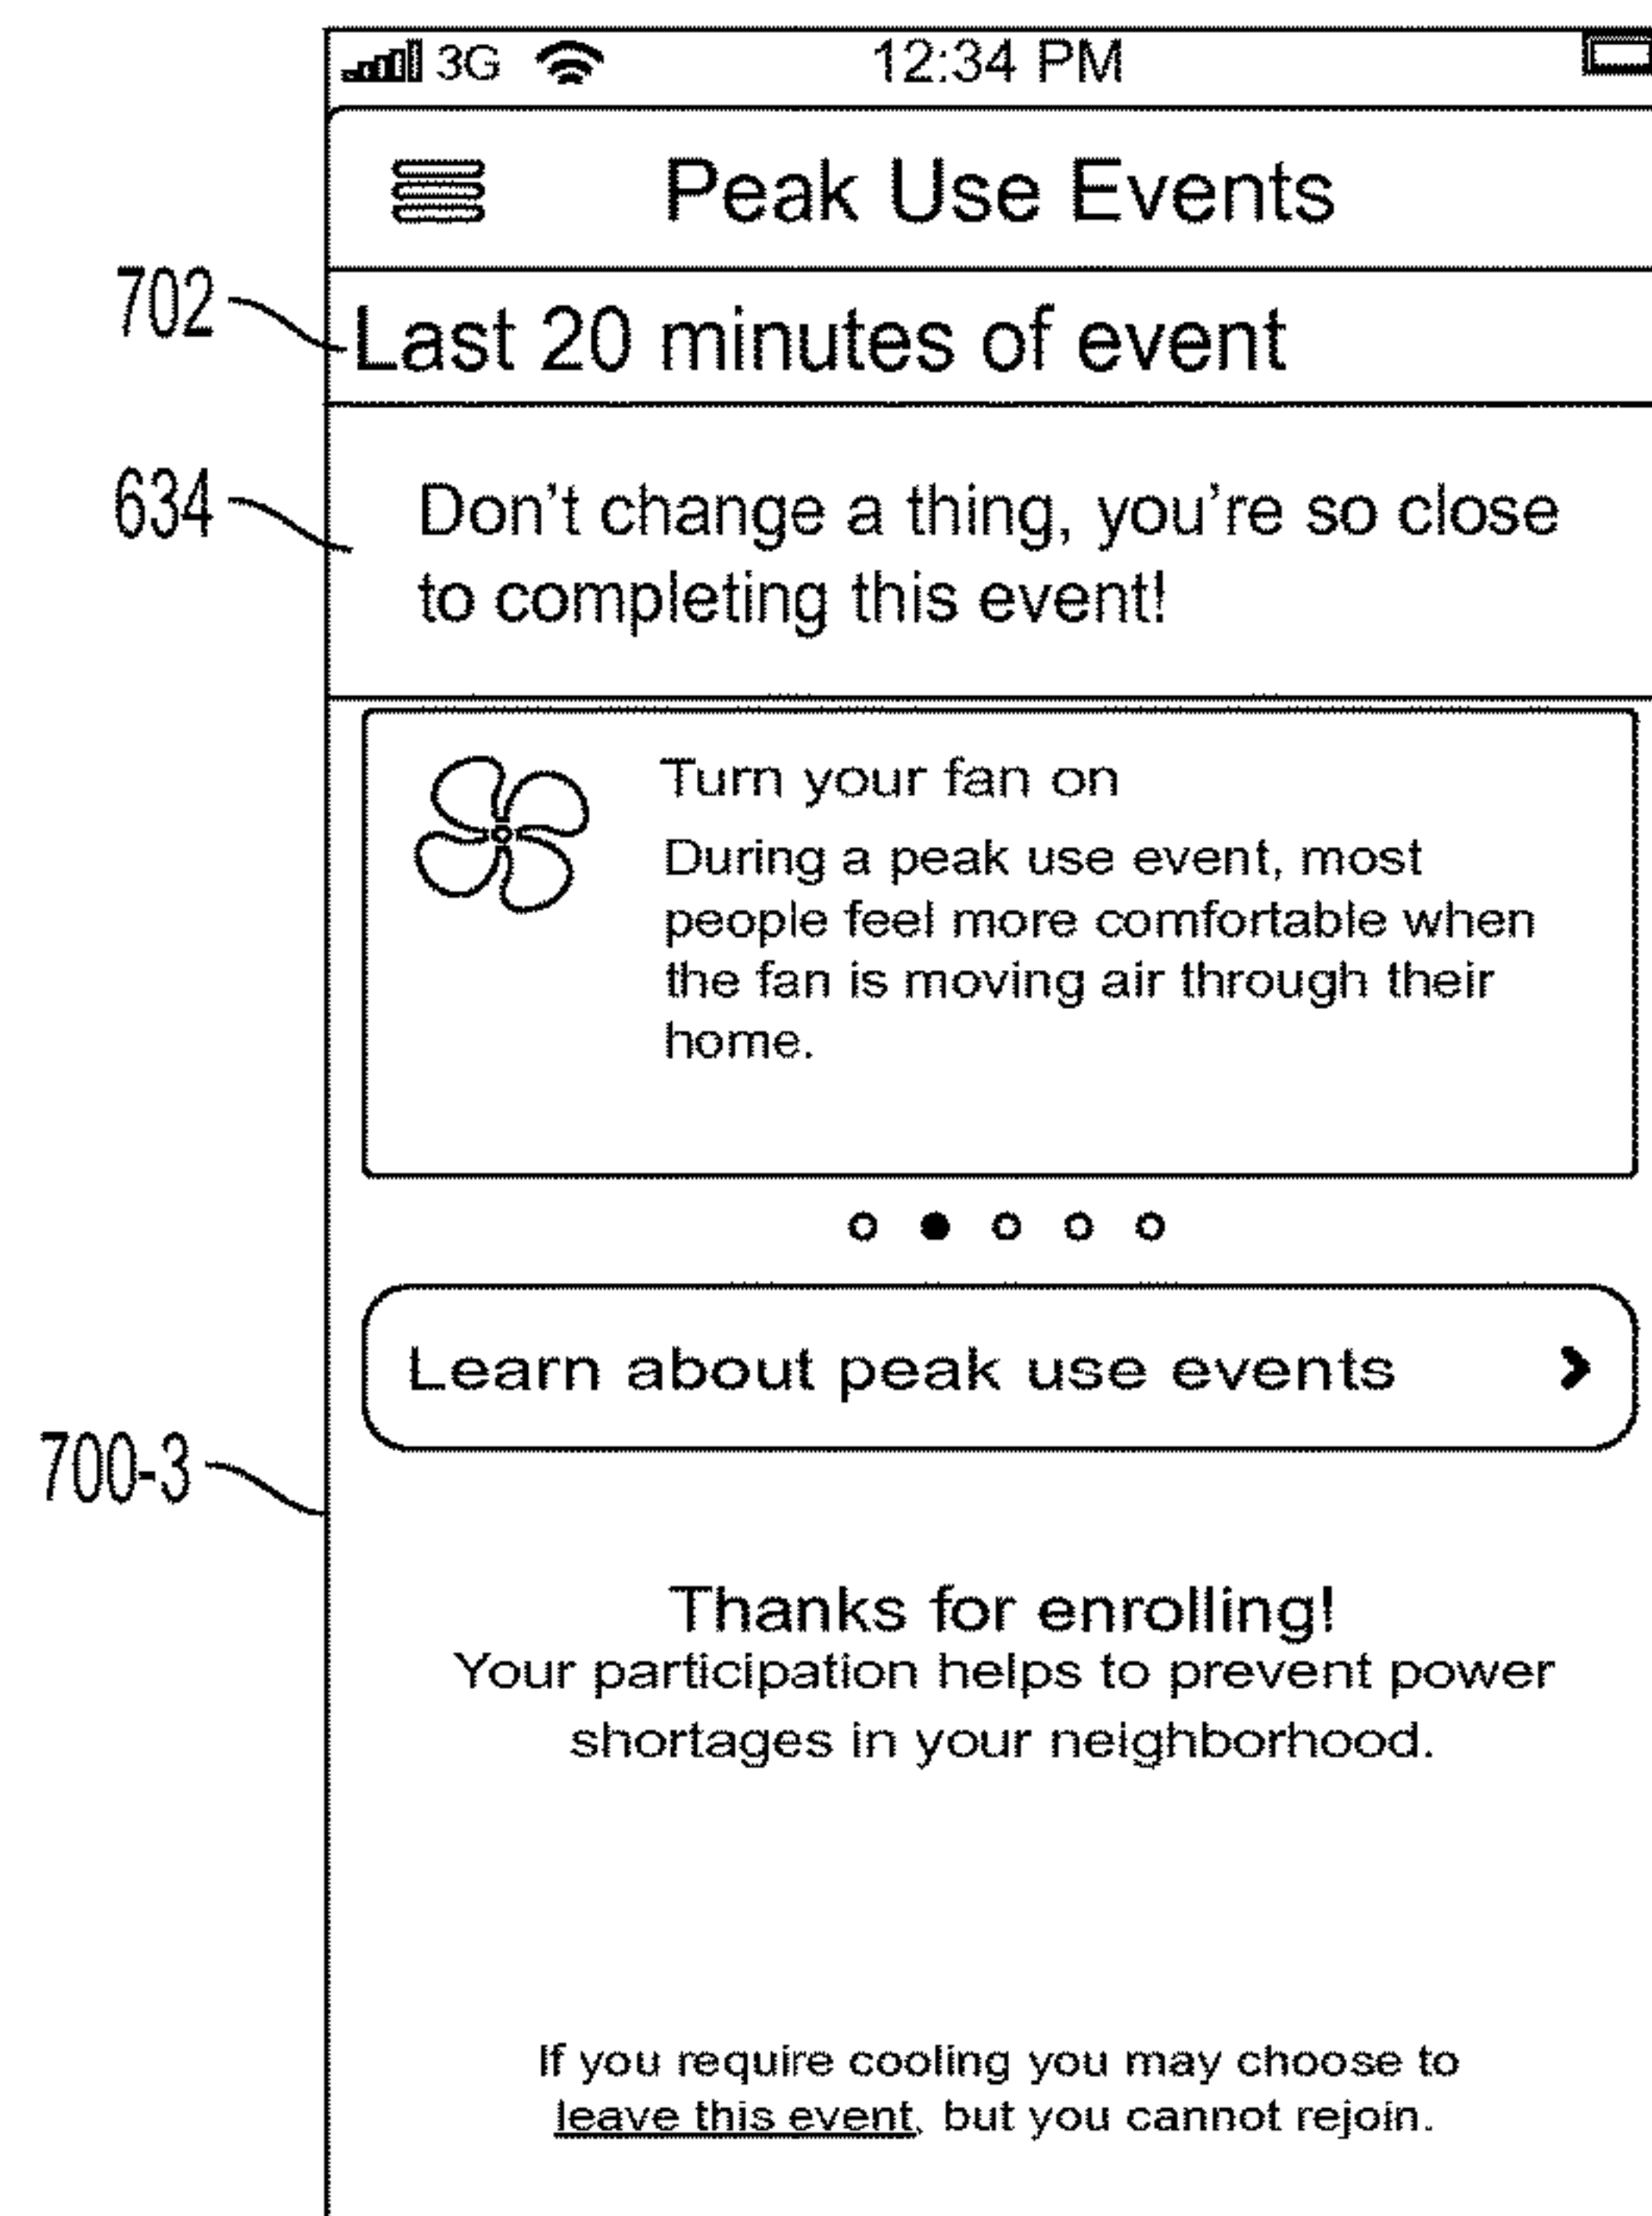 3G 12:34 PM
Peak Use Events
702
Last 20 minutes of event
634
Don't change a thing, you're so close
to completing this event!
Turn your fan on
During a peak use event, most
people feel more comfortable when
the fan is moving air through their
home.
Learn about peak use events
700-3
Thanks for enrolling!
Your participation helps to prevent power
shortages in your neighborhood.
If you require cooling you may choose to
leave this event, but you cannot rejoin.